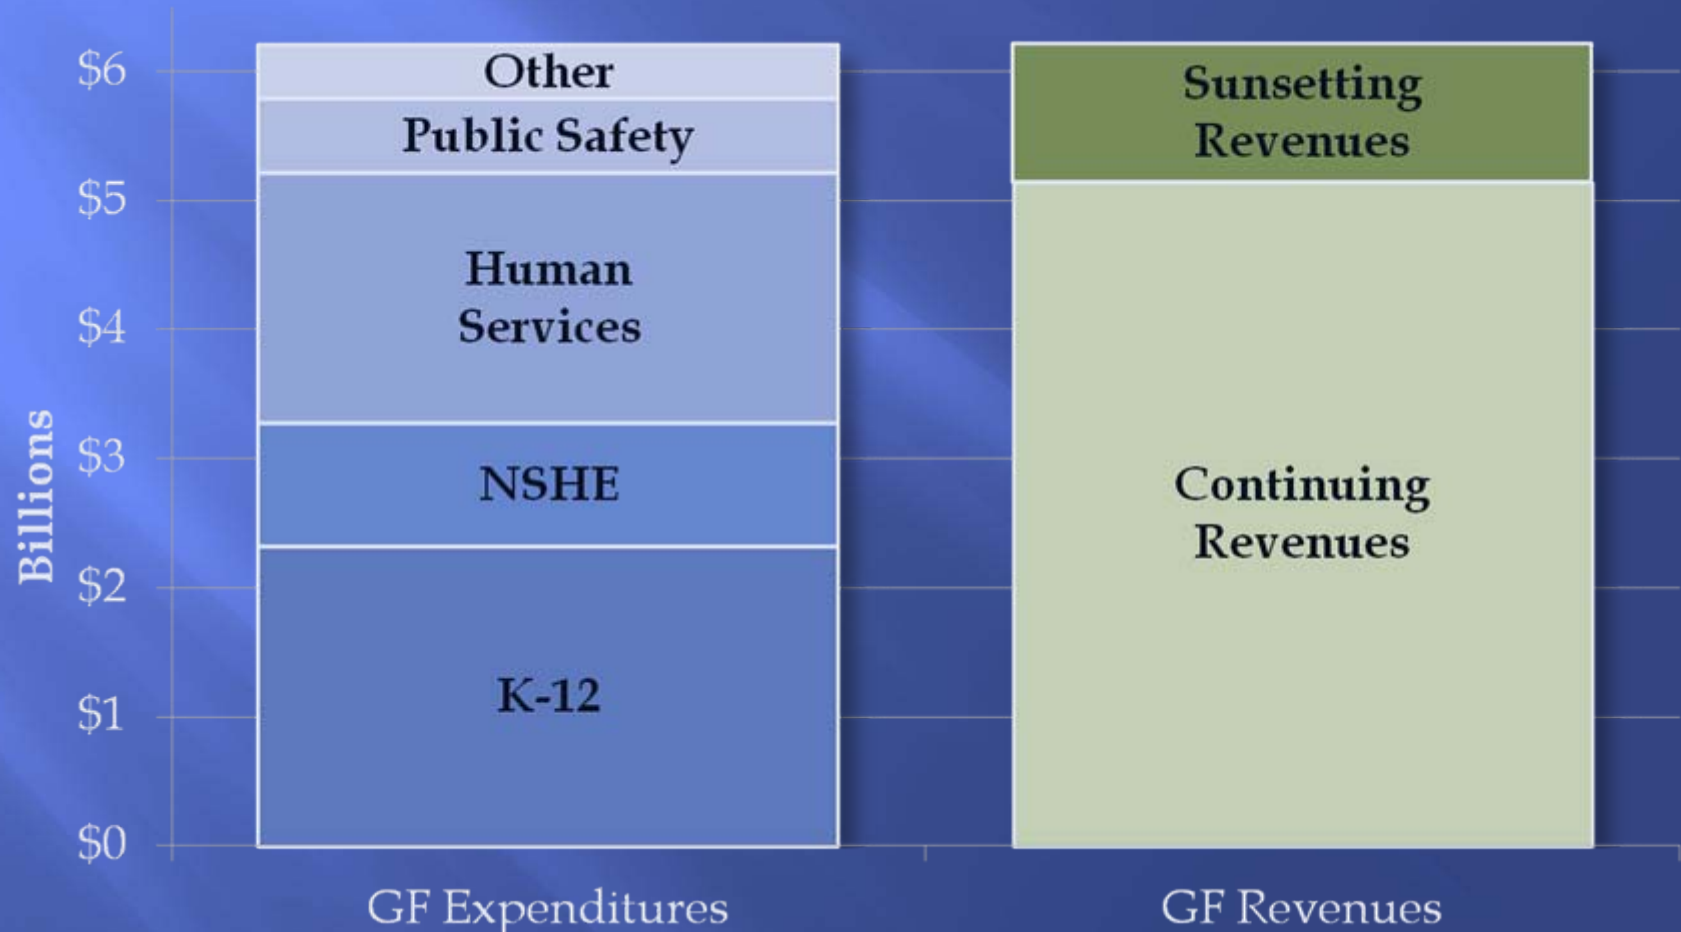 $6
$5
$4
$3
$2
$1
$0
Billions
Other
Public Safety
Human
Services
NSHE
K-12
Sunsetting
Revenues
Continuing
Revenues
GF Expenditures
GF Revenues